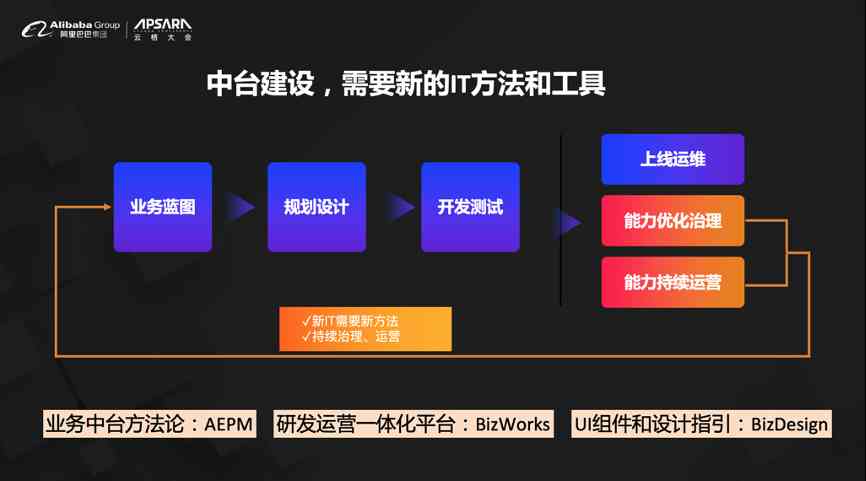 Alibaba Group
阿里巴巴集团
APSARA
云 栖 大 会
中台建设，需要新的IT方法和工具
业务蓝图
规划设计
开发测试
上线运维
能力优化治理
能力持续运营
✓新IT需要新方法
✓持续治理、运营
业务中台方法论：AEPM
研发运营一体化平台：BizWorks
UI组件和设计指引：BizDesign